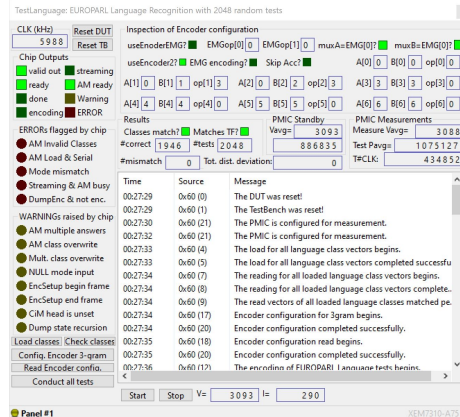 TestLanguage: EUROPARL Language Recognition with 2048 random tests
CLK (kHz)
5988
Reset DUT
Reset TB
Chip Outputs
valid out streaming
ready AM ready
done Warning
encoding ERROR
ERRORs flagged by chip
AM Invalid Classes
AM Load & Serial
Mode mismatch
Streaming & AM busy
DumpEnc & not enc.
WARNINGs raised by chip
AM multiple answers
AM class overwrite
Mult. class overwrite
NULL mode input
EncSetup begin frame
EncSetup end frame
CiM head is unset
Dump state recursion
Load classes Check classes
Config. Encoder 3-gram
Read Encoder config.
Conduct all tests
Panel #1
Inspection of Encoder configuration
useEnoderEMG? EMGop[0] 0 EMGop[1] 0 muxA=EMG[0]? muxB=EMG[0]?
useEncoder2? EMG encoding? Skip Acc? A[0] 0 B[0] 0 op[0]
A[1] 0 B[1] 1 op[1] 3 A[2] 0 B[2] 2 op[2] 3 A[3] 3 B[3] 3 op[3]
A[4] 4 B[4] 4 op[4] 0 A[5] 5 B[5] 5 op[5] 0 A[6] 6 B[6] 6 op[6]
Results
Classes match? Matches TF?
#correct 1946 #tests 2048
#mismatch 0 Tot. dist. deviation: 0
PMIC Standby
Vavg= 3093
886835
PMIC Measurements
Measure Vavg= 3088
Test Pavg= 1075127
T#CLK: 434852
Time Source Message
00:27:29 0x60 (0) The DUT was reset!
00:27:29 0x60 (1) The TestBench was reset!
00:27:30 0x60 (21) The PMIC is configured for measurement.
00:27:32 0x60 (21) The PMIC is configured for measurement.
00:27:33 0x60 (4) The load for all language class vectors begins.
00:27:33 0x60 (5) The load for all language class vectors completed successfu
00:27:34 0x60 (7) The reading for all loaded language class vectors begins.
00:27:34 0x60 (8) The reading for all loaded language class vectors complete..
00:27:34 0x60 (9) The read vectors of all loaded language classes matched pe.
00:27:34 0x60 (17) Encoder configuration for 3gram begins.
00:27:34 0x60 (20) Encoder configuration completed successfully.
00:27:35 0x60 (18) Encoder configuration read begins.
00:27:35 0x60 (20) Encoder configuration completed successfully.
00:27:36 0x60 (12) The encoding of EUROPARL Language tests begins.
Start Stop V= 3093 I= 290
XEM7310-A75